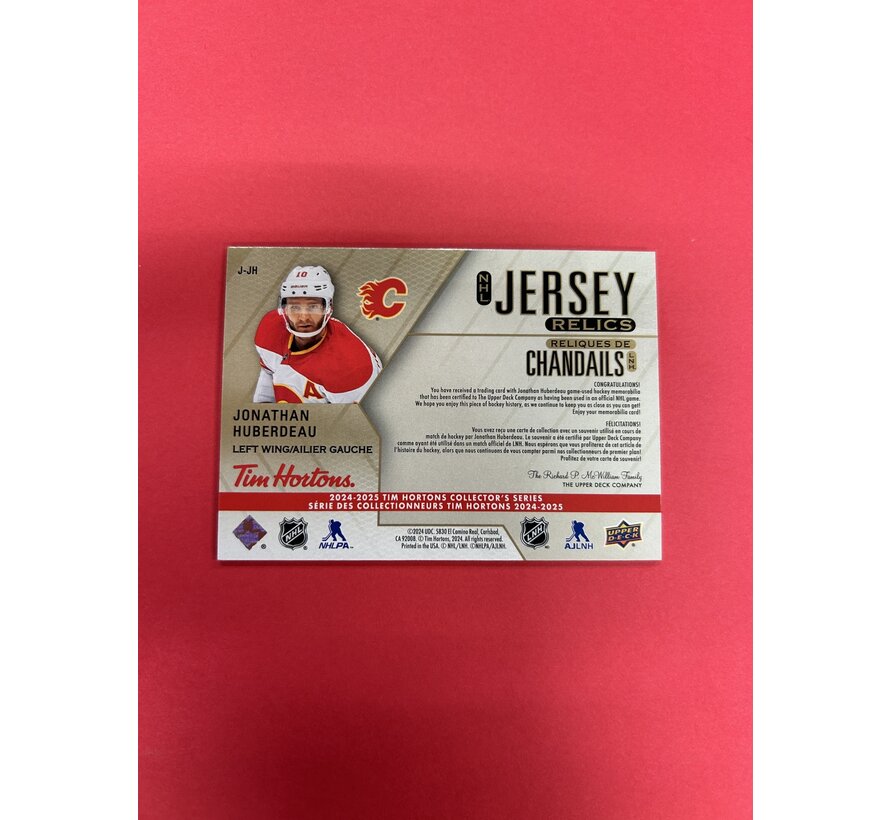 J-JH
10
BAUER
A
NHL
JERSEY
RELICS
RELIQUES DE
CHANDAILS
LNH
CONGRATULATIONS!
You have received a trading card with Jonathan Huberdeau game-used hockey memorabilia
that has been certified to The Upper Deck Company as having been used in an official NHL game.
We hope you enjoy this piece of hockey history, as we continue to keep you as close as you can get!
Enjoy your memorabilia card!
FÉLICITATIONS!
Vous avez reçu une carte de collection avec un souvenir utilisé en cours de
match de hockey par Jonathan Huberdeau. Le souvenir a été certifié par Upper Deck Company
comme ayant été utilisé dans un match officiel de LNH. Nous espérons que vous profiterez de cet article de
l'histoire du hockey, alors que nous continuons de vous compter parmi nos collectionneurs de premier plan!
Profitez de votre carte de souvenir!
The Richard P. McWilliam Family
THE UPPER DECK COMPANY
JONATHAN
HUBERDEAU
LEFT WING/AILIER GAUCHE
Tim Hortons.
2024-2025 TIM HORTONS COLLECTOR'S SERIES
SÉRIE DES COLLECTIONNEURS TIM HORTONS 2024-2025
NHL
NHLPA™
©2024 UDC, 5830 El Camino Real, Carlsbad,
CA 92008. © Tim Hortons, 2024. All rights reserved.
Printed in the USA. © NHL/LNH. ©NHLPA/AJLNH.
LNH
AJLNH
UPPER
DECK